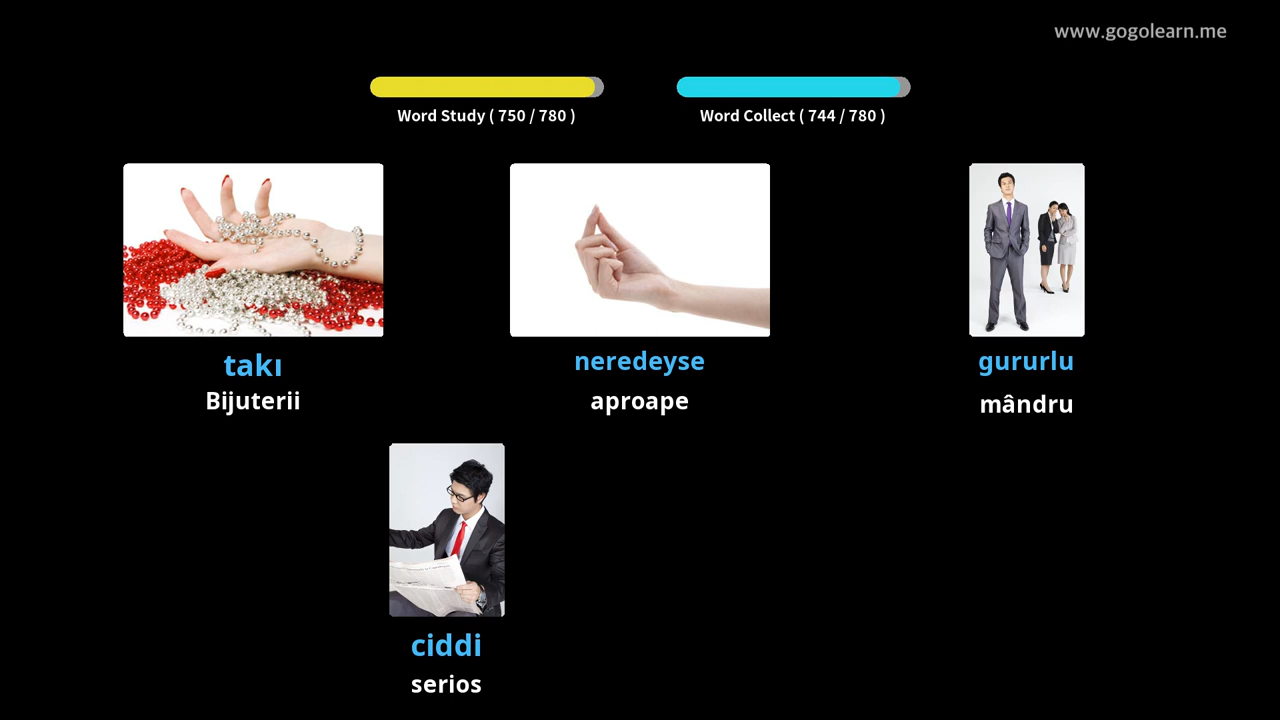 www.gogolearn.me
Word Study ( 750 / 780 )
Word Collect ( 744 / 780 )
takı
Bijuterii
neredeyse
aproape
gururlu
mândru
ciddi
serios